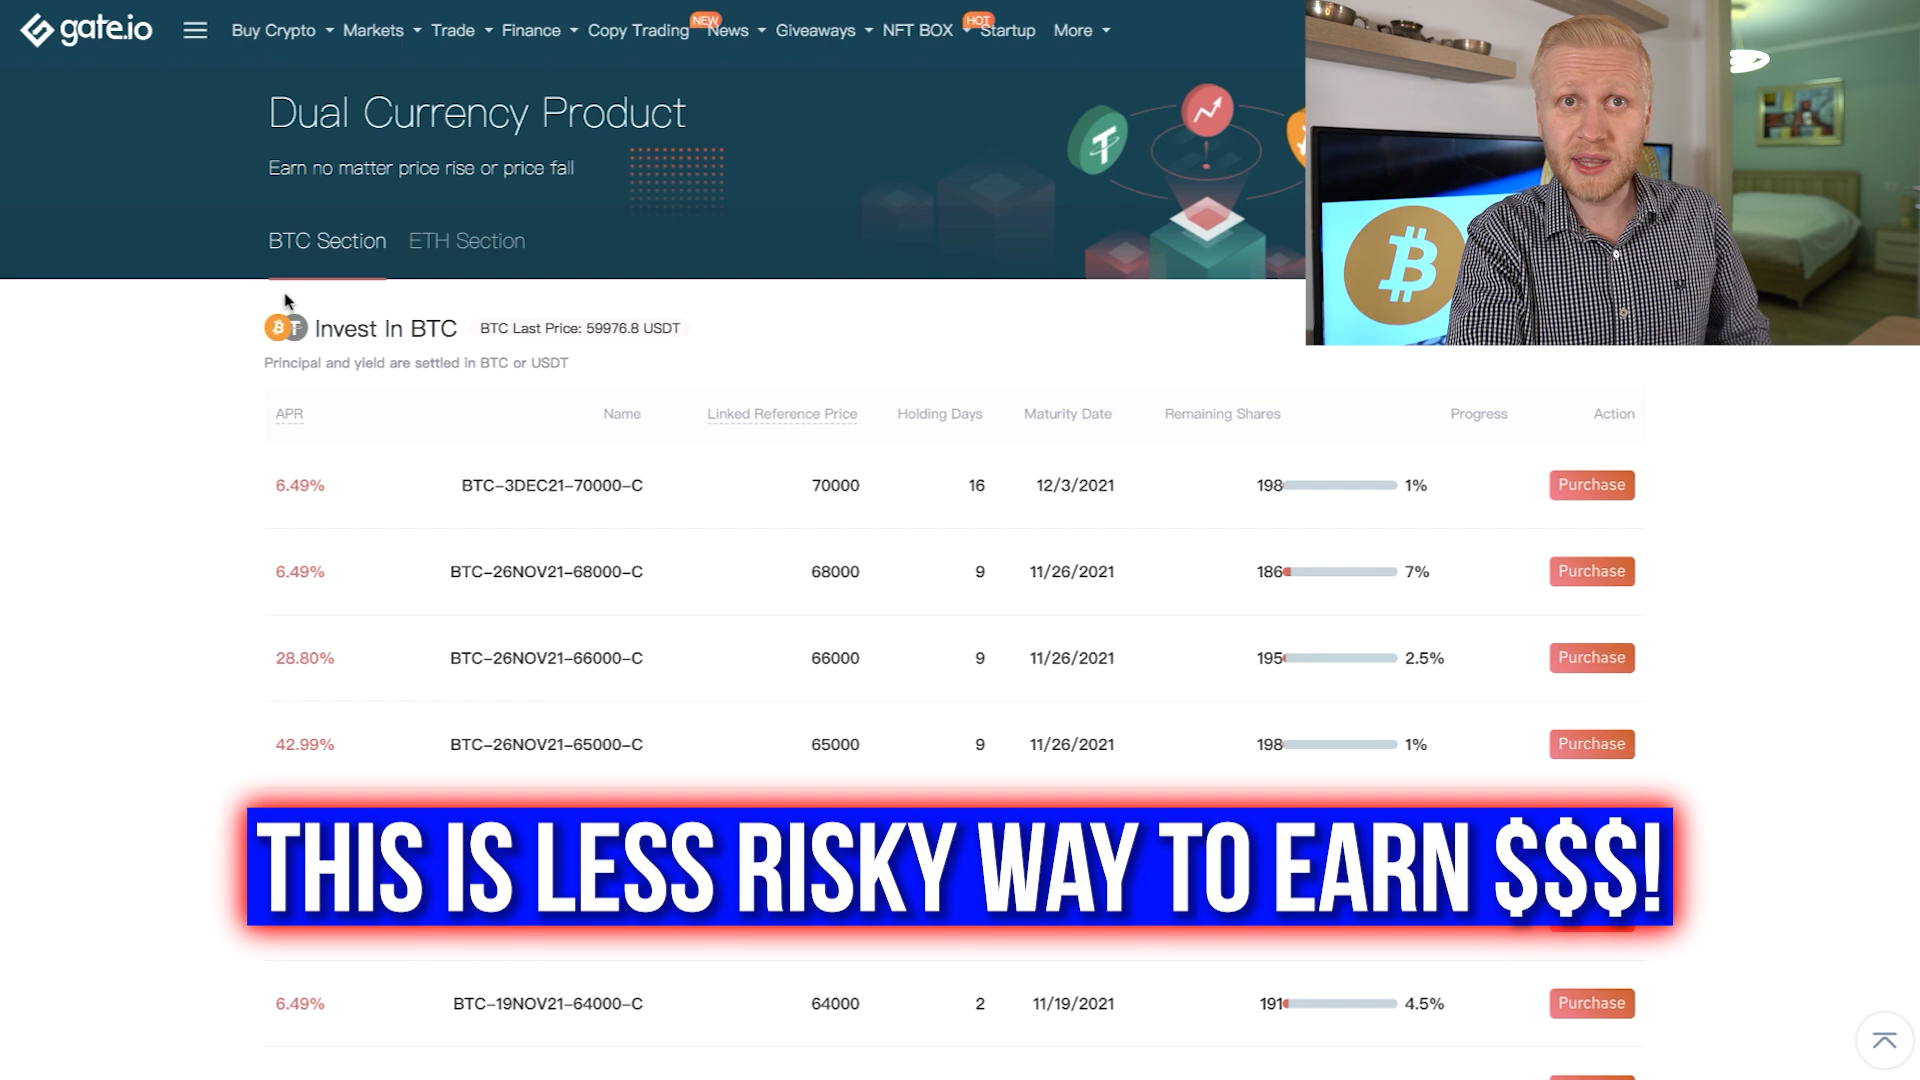 gate.io
Buy Crypto Markets Trade Finance Copy Trading NEW News Giveaways NFT BOX HOT Startup More
Dual Currency Product
Earn no matter price rise or price fall
BTC Section ETH Section
Invest In BTC BTC Last Price: 59976.8 USDT
Principal and yield are settled in BTC or USDT
APR Name Linked Reference Price Holding Days Maturity Date Remaining Shares Progress Action
6.49% BTC-3DEC21-70000-C 70000 16 12/3/2021 198 1% Purchase
6.49% BTC-26NOV21-68000-C 68000 9 11/26/2021 186 7% Purchase
28.80% BTC-26NOV21-66000-C 66000 9 11/26/2021 195 2.5% Purchase
42.99% BTC-26NOV21-65000-C 65000 9 11/26/2021 198 1% Purchase
THIS IS LESS RISKY WAY TO EARN $$$!
6.49% BTC-19NOV21-64000-C 64000 2 11/19/2021 191 4.5% Purchase